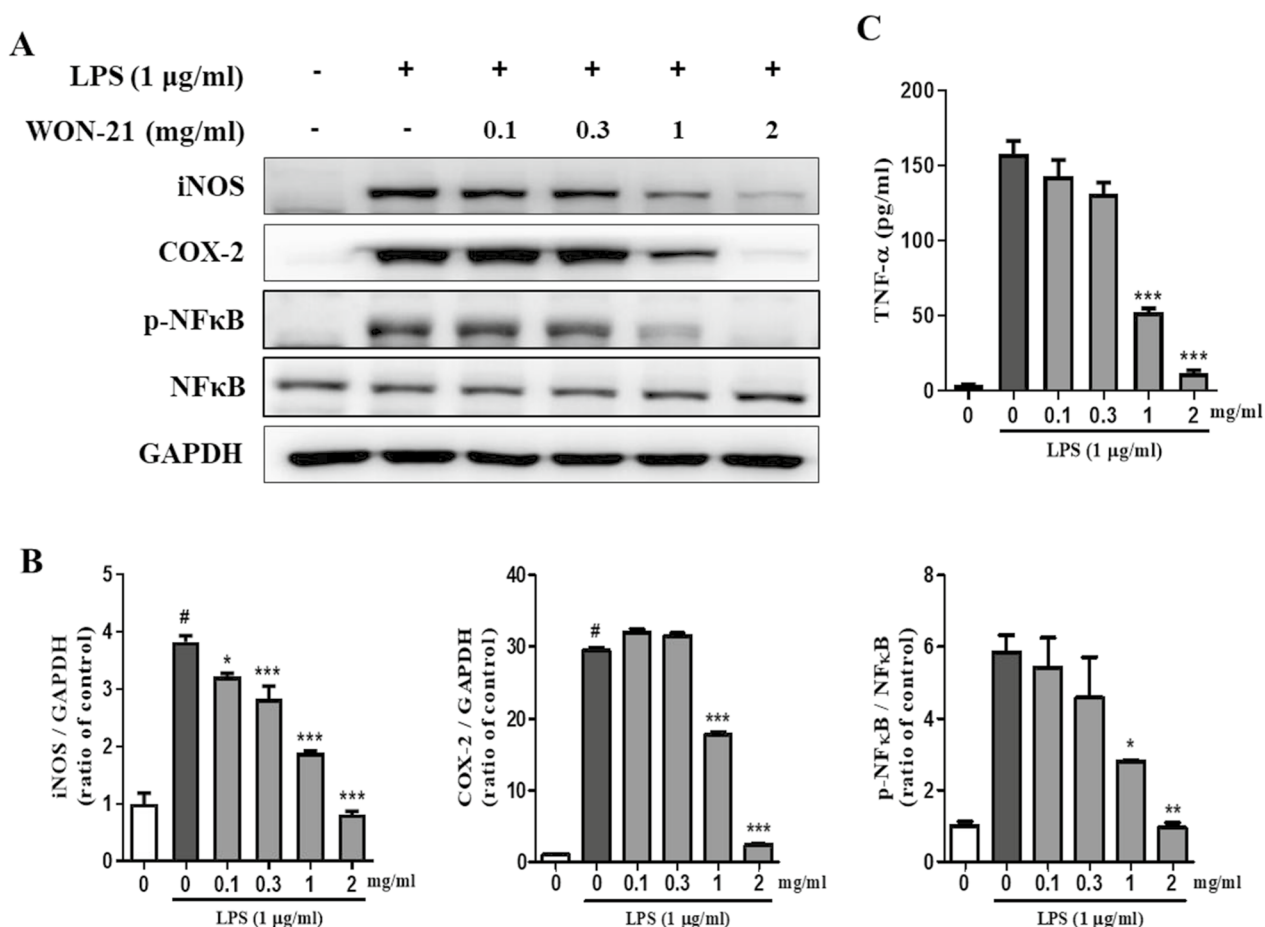 A
LPS (1 μg/ml) - + + + + +
WON-21 (mg/ml) - - 0.1 0.3 1 2
iNOS
COX-2
p-NFκB
NFκB
GAPDH
C
TNF-α (pg/ml)
200
150
100
50
0
***
***
0 0 0.1 0.3 1 2 mg/ml
LPS (1 μg/ml)
B
iNOS / GAPDH
(ratio of control)
5
4
3
2
1
0
#
*
***
***
***
0 0 0.1 0.3 1 2 mg/ml
LPS (1 μg/ml)
COX-2 / GAPDH
(ratio of control)
40
30
20
10
0
#
***
***
0 0 0.1 0.3 1 2 mg/ml
LPS (1 μg/ml)
p-NFκB / NFκB
(ratio of control)
8
6
4
2
0
*
**
0 0 0.1 0.3 1 2 mg/ml
LPS (1 μg/ml)